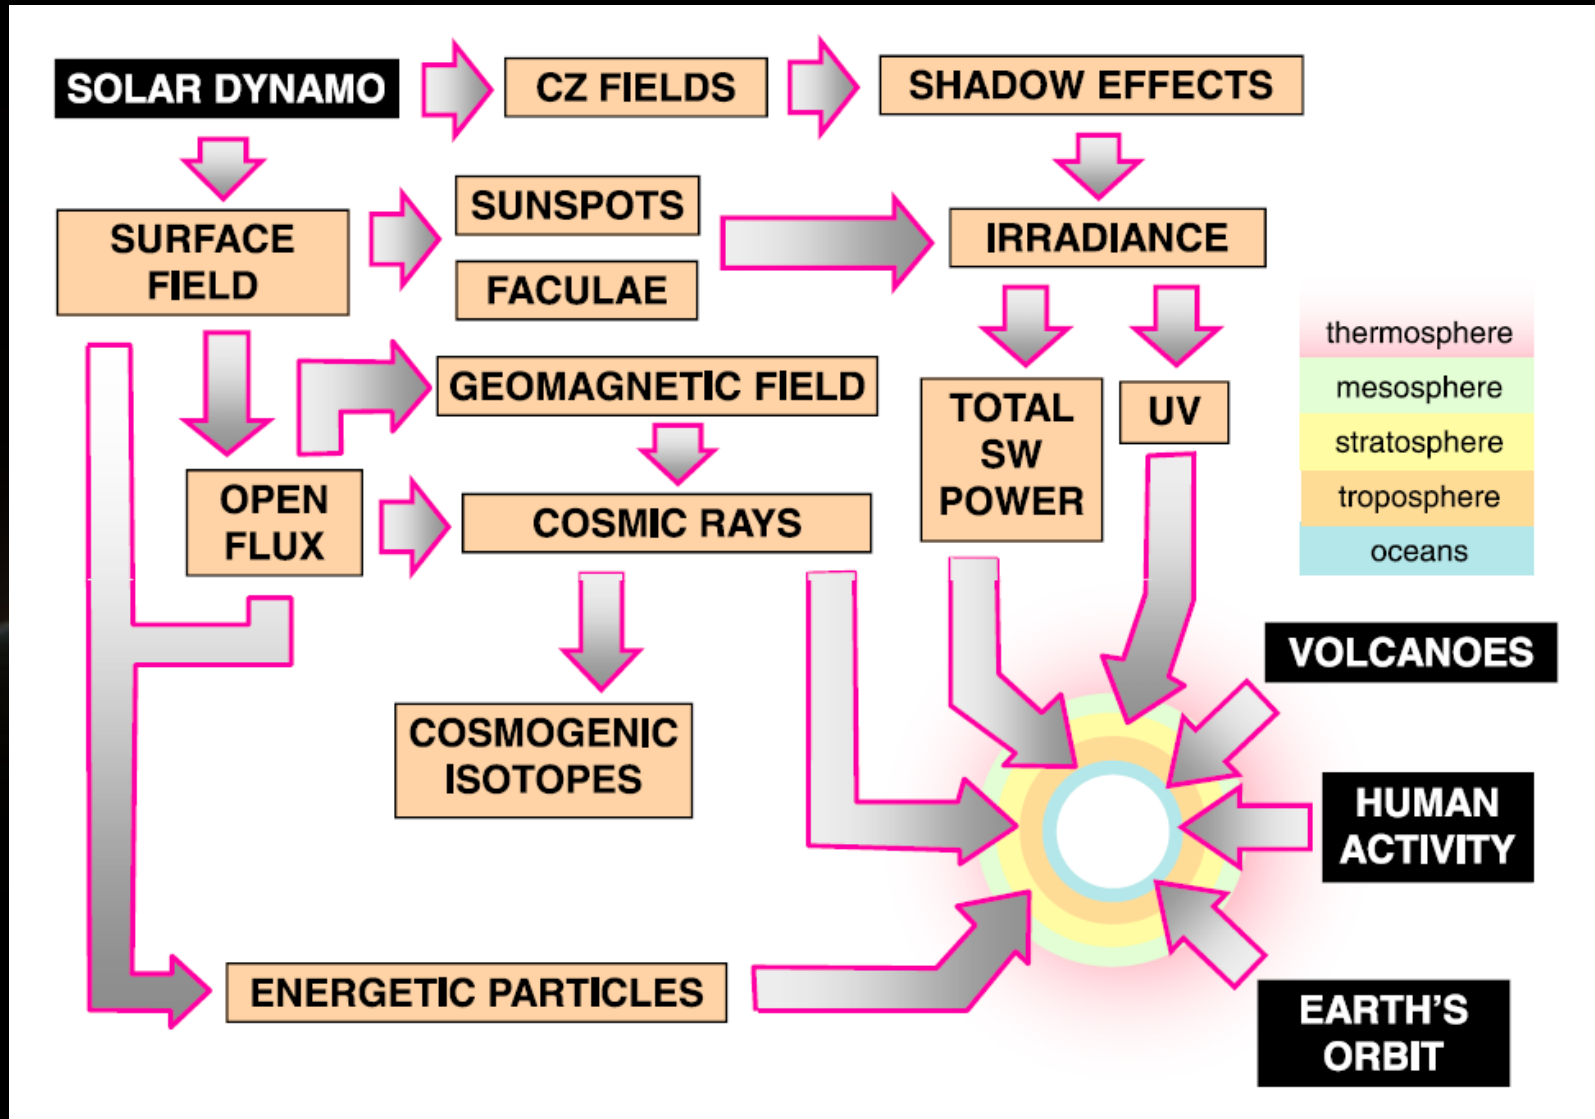 SOLAR DYNAMO
CZ FIELDS
SHADOW EFFECTS
SURFACE
FIELD
SUNSPOTS
FACULAE
IRRADIANCE
GEOMAGNETIC FIELD
TOTAL
SW
POWER
UV
thermosphere
mesosphere
stratosphere
troposphere
oceans
OPEN
FLUX
COSMIC RAYS
VOLCANOES
COSMOGENIC
ISOTOPES
HUMAN
ACTIVITY
ENERGETIC PARTICLES
EARTH'S
ORBIT